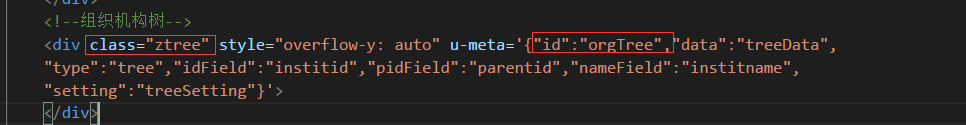 </div>
<!--组织机构树-->
<div class="ztree" style="overflow-y: auto" u-meta='{"id":"orgTree","data":"treeData",
"type":"tree","idField":"institid","pidField":"parentid","nameField":"institname",
"setting":"treeSetting"}'>
</div>